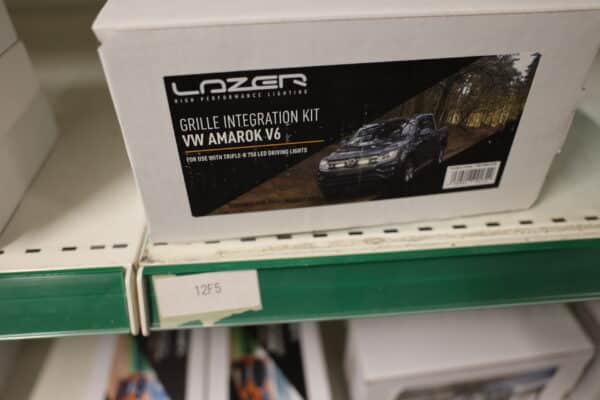 LAZER
HIGH PERFORMANCE LIGHTING
GRILLE INTEGRATION KIT
VW AMAROK V6
FOR USE WITH TRIPLE-R 750 LED DRIVING LIGHTS
12F5